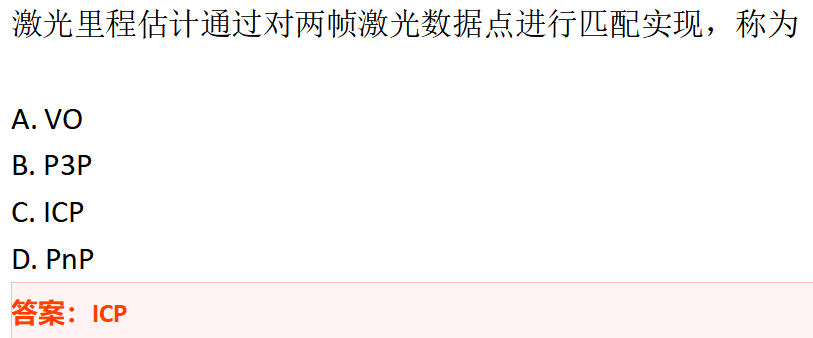 激光里程估计通过对两帧激光数据点进行匹配实现，称为
A. VO
B. P3P
C. ICP
D. PnP
答案：ICP